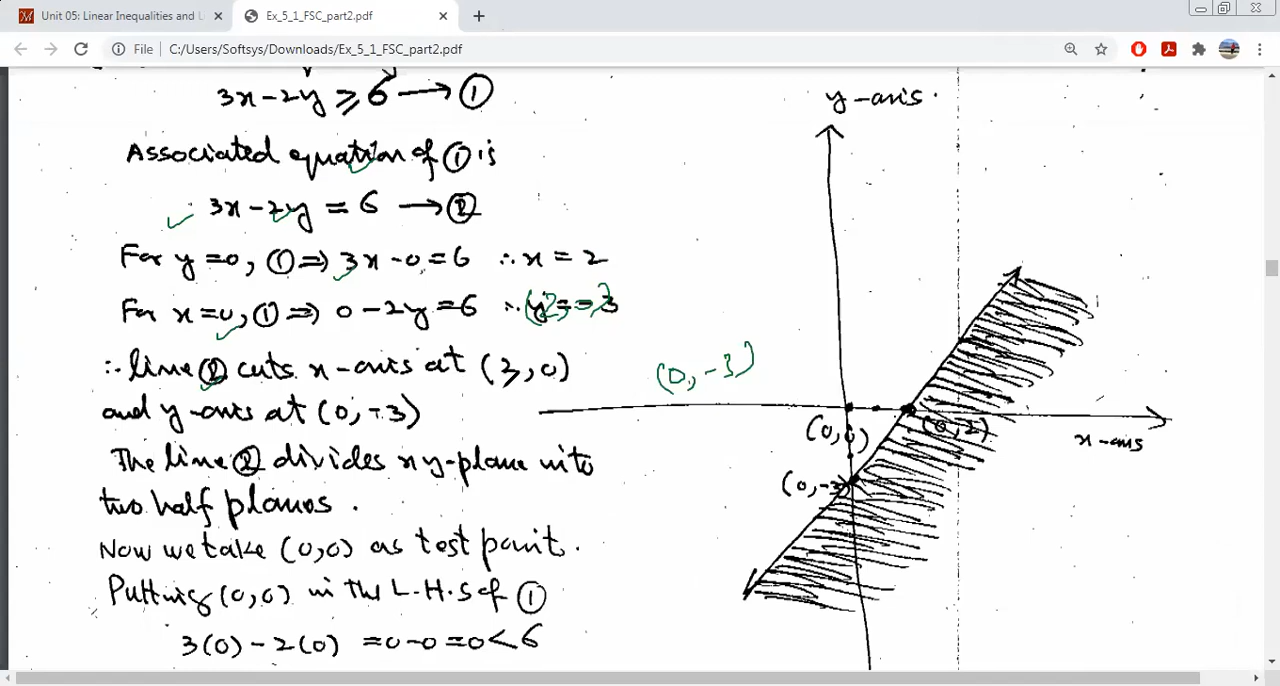 Unit 05: Linear Inequalities and L
Ex_5_1_FSC_part2.pdf
File
C:/Users/Softsys/Downloads/Ex_5_1_FSC_part2.pdf
3x-2y ≥ 6 → ①
Associated equation of ① is
3x-2y = 6 → ②
For y=0, ① ⇒ 3x-0=6 ∴ x = 2
For x=0, ① ⇒ 0-2y=6 ∴ y = -3
∴ line ② cuts x-axis at (3,0)
and y-axis at (0,-3)
The line ② divides xy-plane into
two half planes.
Now we take (0,0) as test point.
Putting (0,0) in the L.H.S of ①
3(0)-2(0) =0-0=0<6
(0,-3)
y-axis
(0,0)
(0,2)
x-axis
(0,-3)